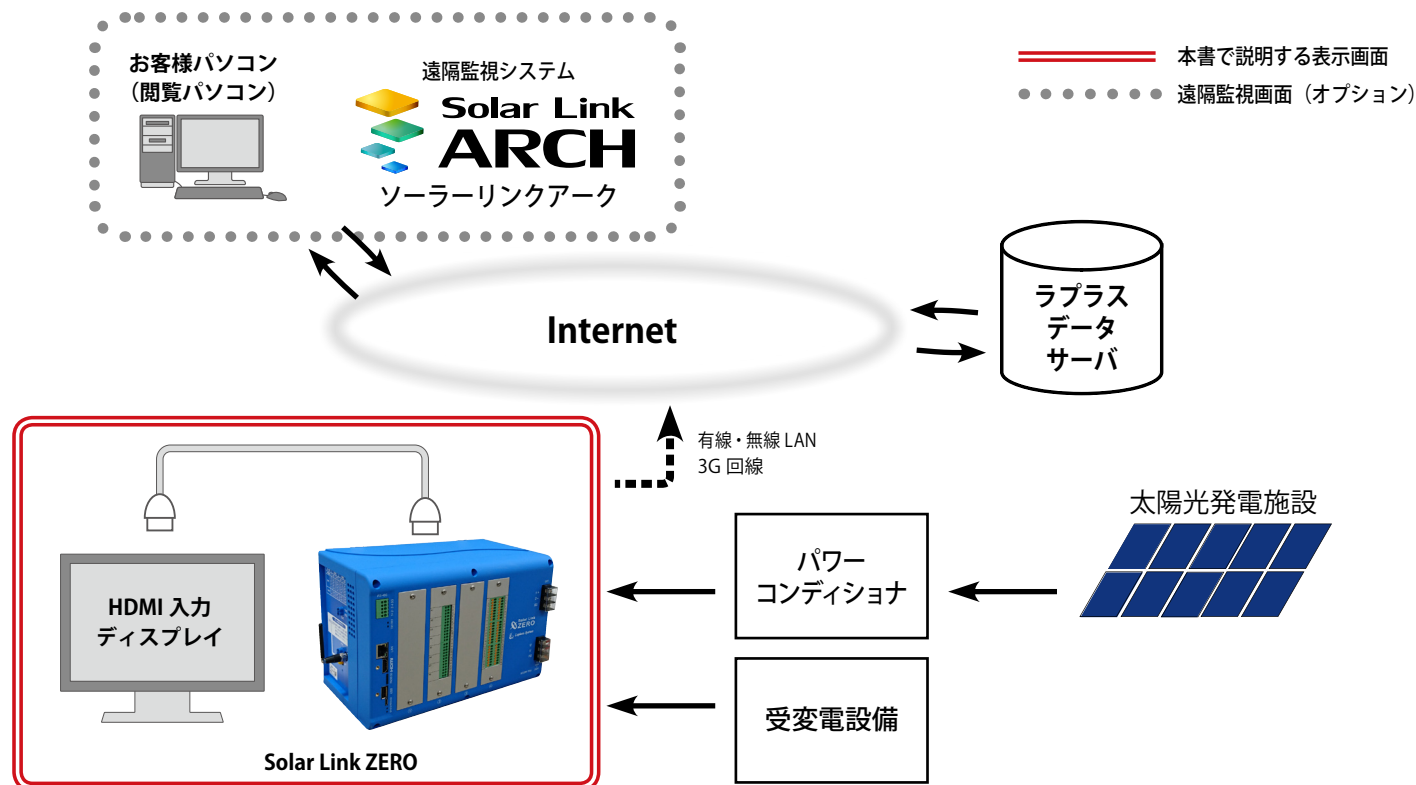 お客様パソコン
（閲覧パソコン）
遠隔監視システム
Solar Link
ARCH
ソーラーリンクアーク
本書で説明する表示画面
遠隔監視画面（オプション）
Internet
ラプラス
データ
サーバ
有線・無線 LAN
3G 回線
HDMI 入力
ディスプレイ
Solar Link
ZERO
Solar Link ZERO
パワー
コンディショナ
受変電設備
太陽光発電施設